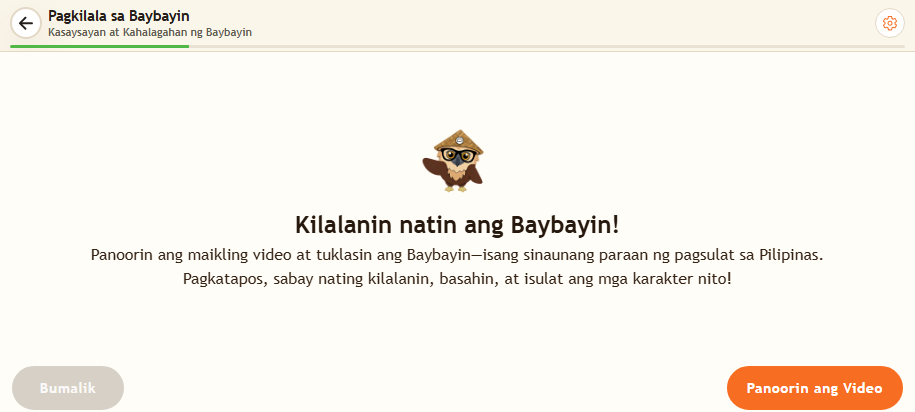 Pagkilala sa Baybayin
Kasaysayan at Kahalagahan ng Baybayin
Kilalanin natin ang Baybayin!
Panoorin ang maikling video at tuklasin ang Baybayin—isang sinaunang paraan ng pagsulat sa Pilipinas.
Pagkatapos, sabay nating kilalanin, basahin, at isulat ang mga karakter nito!
Bumalik
Panoorin ang Video